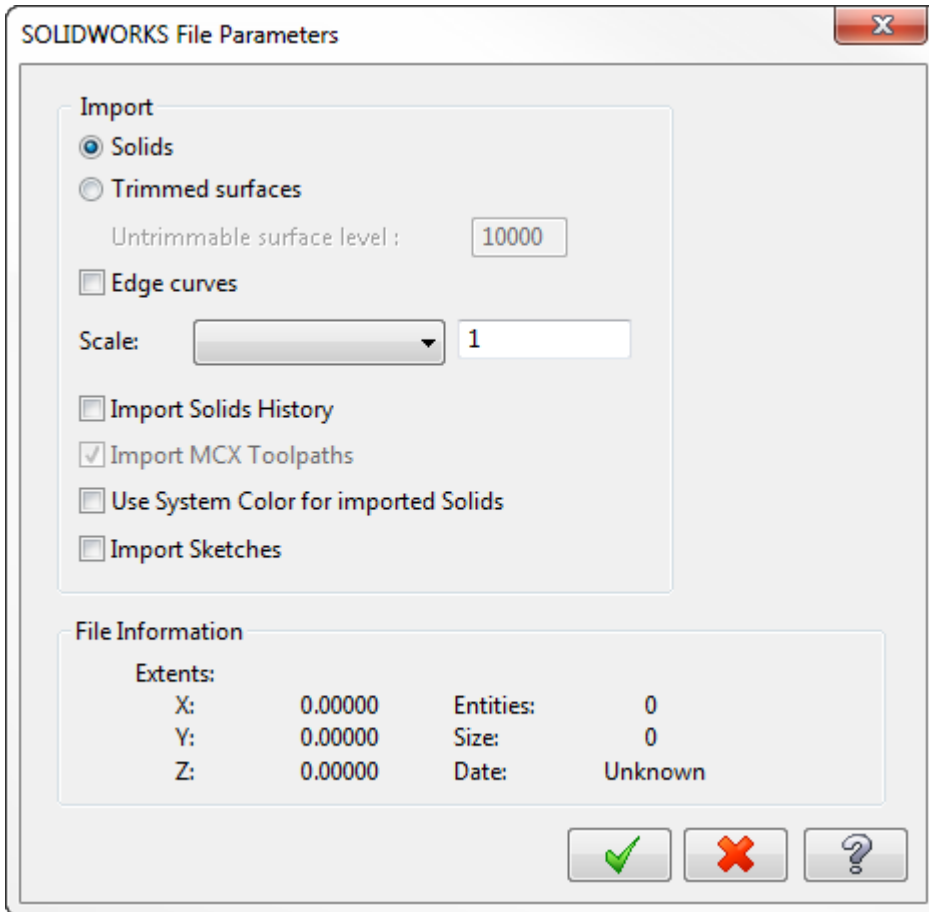 SOLIDWORKS File Parameters
Import
Solids
Trimmed surfaces
Untrimmable surface level : 10000
Edge curves
Scale: 1
Import Solids History
Import MCX Toolpaths
Use System Color for imported Solids
Import Sketches
File Information
Extents:
X: 0.00000 Entities: 0
Y: 0.00000 Size: 0
Z: 0.00000 Date: Unknown